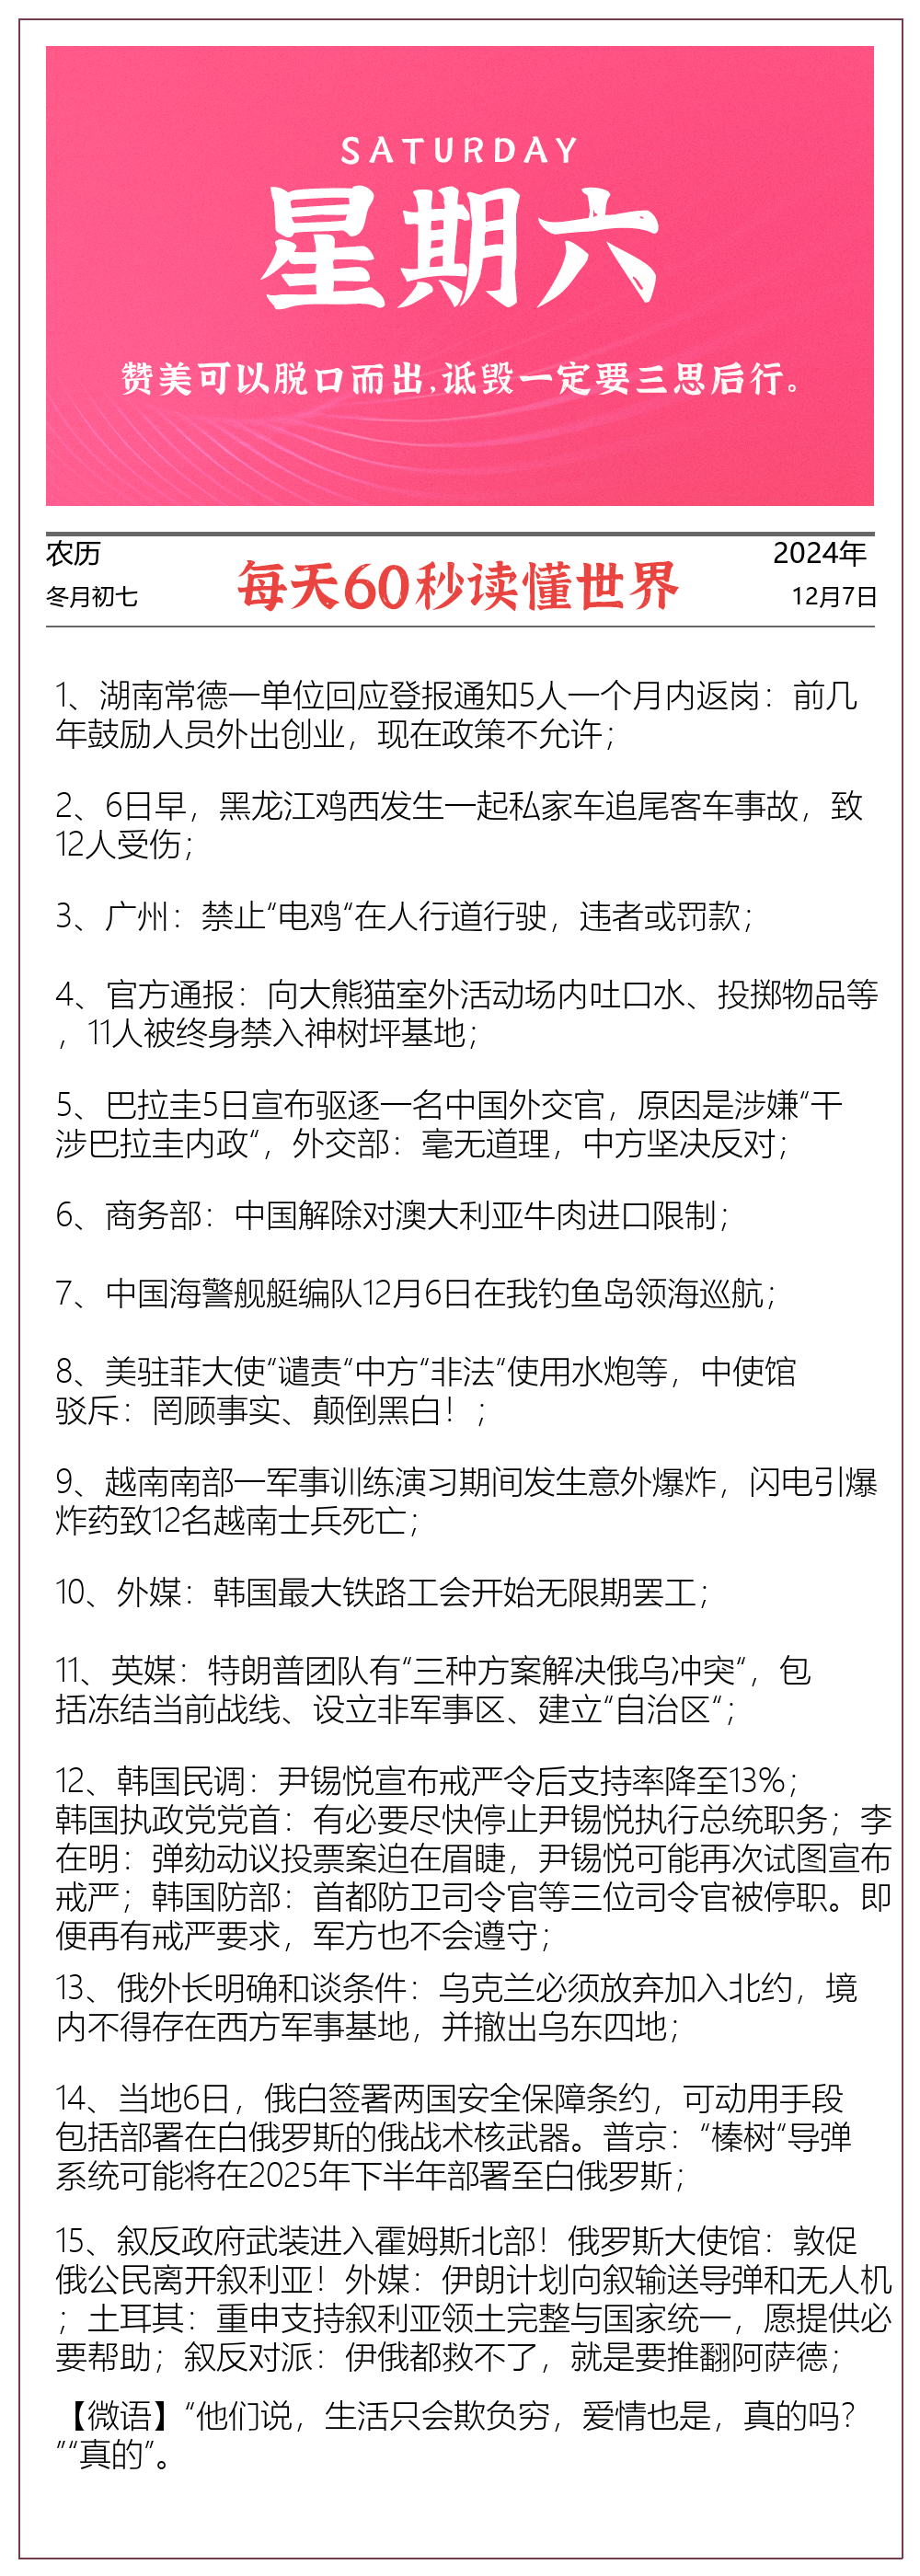 SATURDAY
星期六
赞美可以脱口而出,诋毁一定要三思后行。
农历
2024年
每天60秒读懂世界
冬月初七
12月7日
1、湖南常德一单位回应登报通知5人一个月内返岗：前几
年鼓励人员外出创业，现在政策不允许；
2、6日早，黑龙江鸡西发生一起私家车追尾客车事故，致
12人受伤；
3、广州：禁止“电鸡“在人行道行驶，违者或罚款；
4、官方通报：向大熊猫室外活动场内吐口水、投掷物品等
，11人被终身禁入神树坪基地；
5、巴拉圭5日宣布驱逐一名中国外交官，原因是涉嫌“干
涉巴拉圭内政“，外交部：毫无道理，中方坚决反对；
6、商务部：中国解除对澳大利亚牛肉进口限制；
7、中国海警舰艇编队12月6日在我钓鱼岛领海巡航；
8、美驻菲大使“谴责“中方“非法“使用水炮等，中使馆
驳斥：罔顾事实、颠倒黑白！；
9、越南南部一军事训练演习期间发生意外爆炸，闪电引爆
炸药致12名越南士兵死亡；
10、外媒：韩国最大铁路工会开始无限期罢工；
11、英媒：特朗普团队有“三种方案解决俄乌冲突“，包
括冻结当前战线、设立非军事区、建立“自治区“；
12、韩国民调：尹锡悦宣布戒严令后支持率降至13%；
韩国执政党党首：有必要尽快停止尹锡悦执行总统职务；李
在明：弹劾动议投票案迫在眉睫，尹锡悦可能再次试图宣布
戒严；韩国防部：首都防卫司令官等三位司令官被停职。即
便再有戒严要求，军方也不会遵守；
13、俄外长明确和谈条件：乌克兰必须放弃加入北约，境
内不得存在西方军事基地，并撤出乌东四地；
14、当地6日，俄白签署两国安全保障条约，可动用手段
包括部署在白俄罗斯的俄战术核武器。普京：“榛树“导弹
系统可能将在2025年下半年部署至白俄罗斯；
15、叙反政府武装进入霍姆斯北部！俄罗斯大使馆：敦促
俄公民离开叙利亚！外媒：伊朗计划向叙输送导弹和无人机
；土耳其：重申支持叙利亚领土完整与国家统一，愿提供必
要帮助；叙反对派：伊俄都救不了，就是要推翻阿萨德；
【微语】“他们说，生活只会欺负穷，爱情也是，真的吗？
”“真的”。